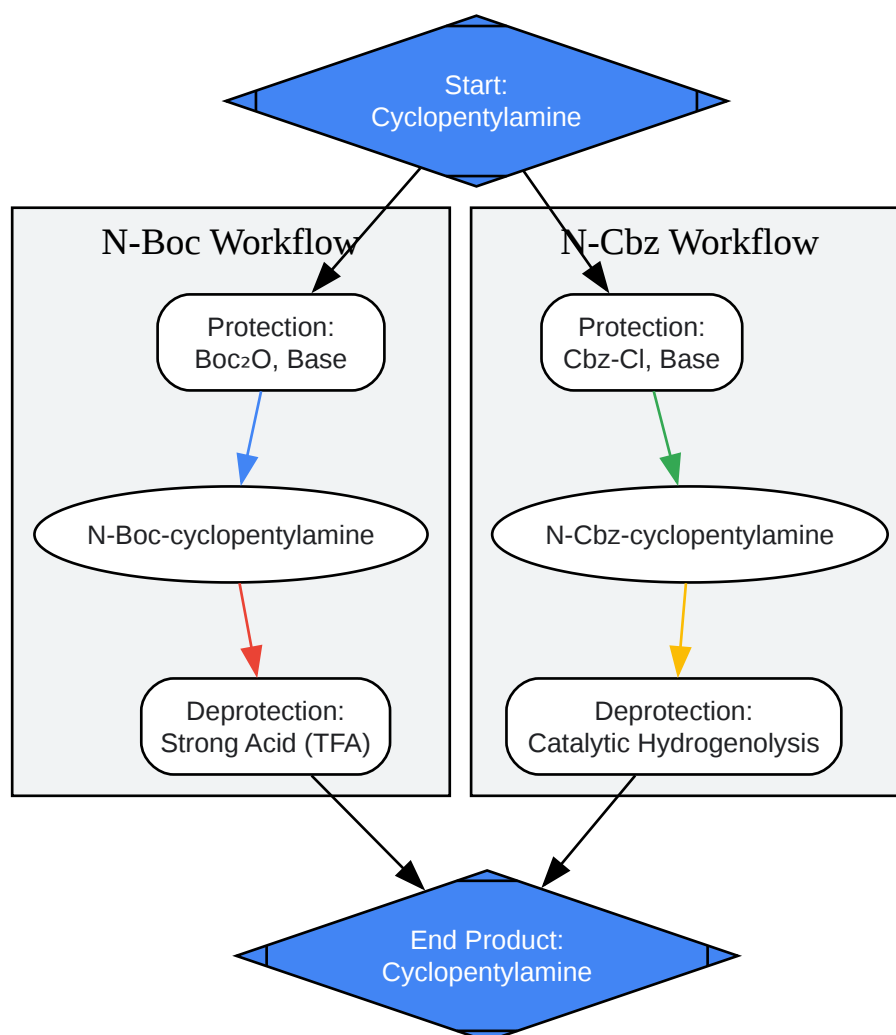 Start:
Cyclopentylamine
N-Boc Workflow
N-Cbz Workflow
Protection:
Boc₂O, Base
Protection:
Cbz-Cl, Base
N-Boc-cyclopentylamine
N-Cbz-cyclopentylamine
Deprotection:
Strong Acid (TFA)
Deprotection:
Catalytic Hydrogenolysis
End Product:
Cyclopentylamine